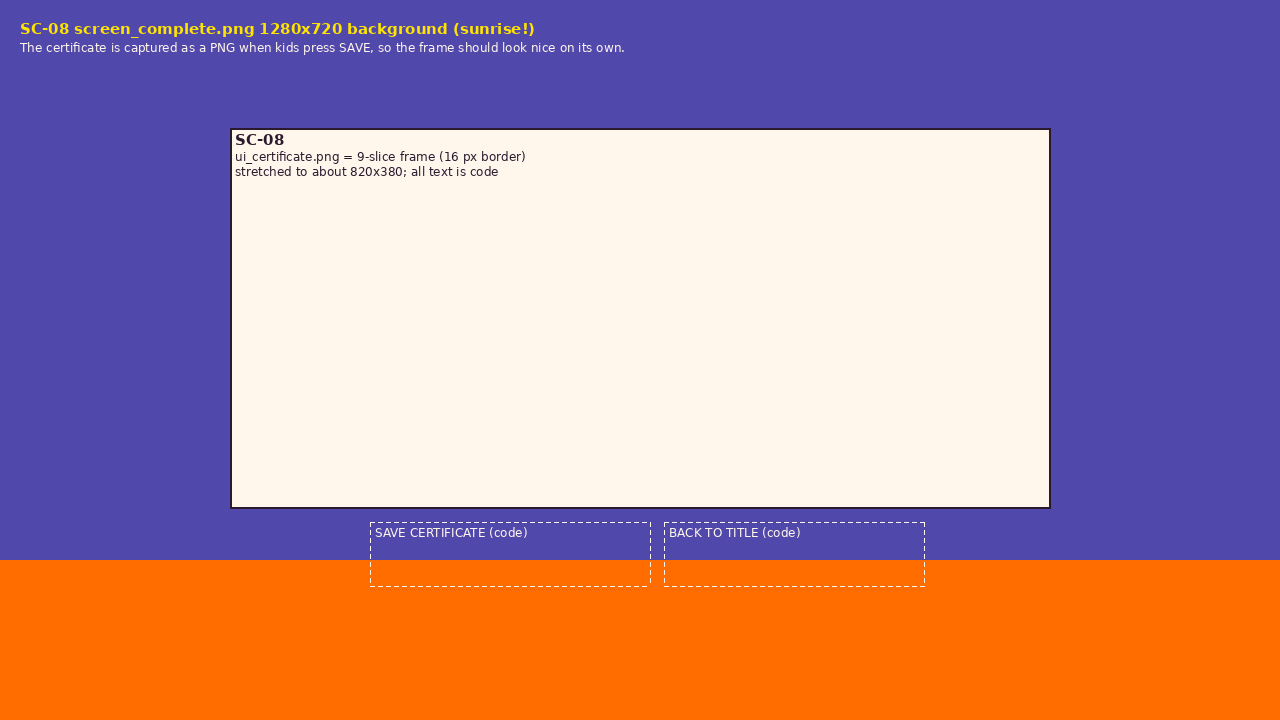 SC-08 screen_complete.png 1280x720 background (sunrise!)
The certificate is captured as a PNG when kids press SAVE, so the frame should look nice on its own.
SC-08
ui_certificate.png = 9-slice frame (16 px border)
stretched to about 820x380; all text is code
SAVE CERTIFICATE (code)
BACK TO TITLE (code)